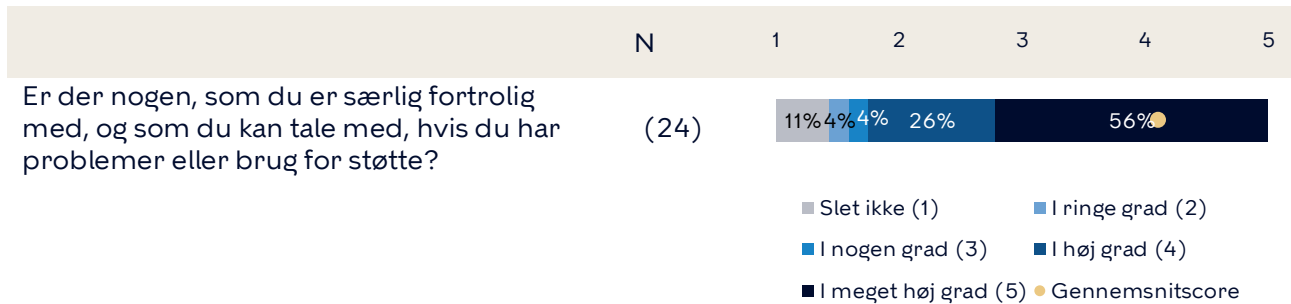 N 1 2 3 4 5
Er der nogen, som du er særlig fortrolig
med, og som du kan tale med, hvis du har
problemer eller brug for støtte?
(24)
11% 4% 4% 26% 56%
Slet ikke (1) I ringe grad (2)
I nogen grad (3) I høj grad (4)
I meget høj grad (5) Gennemsnitscore